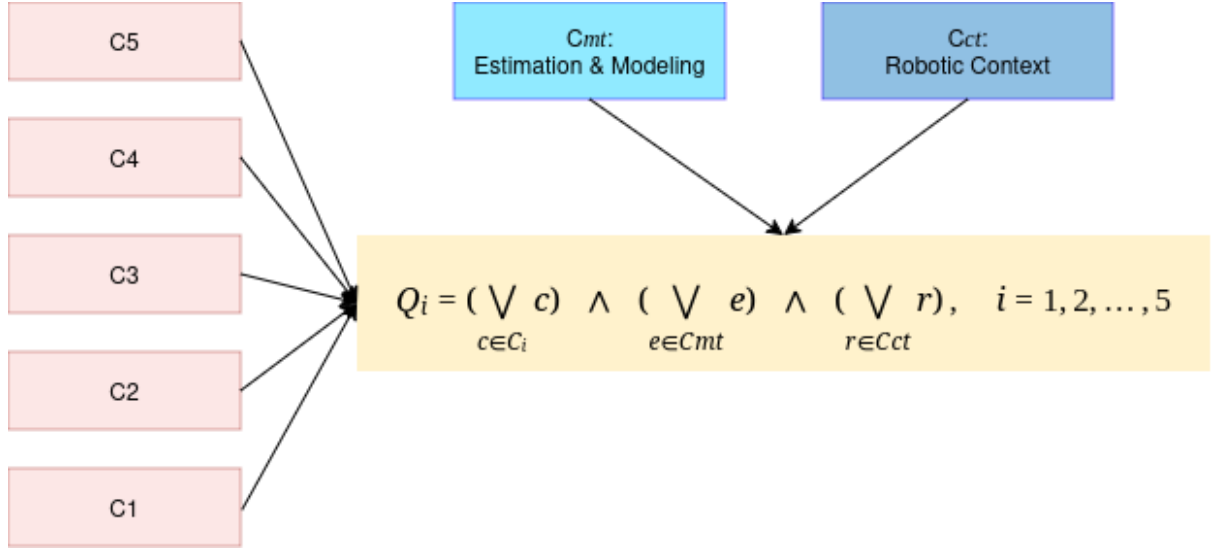 C5
C4
C3
C2
C1
Cmt:
Estimation & Modeling
Cct:
Robotic Context
Qᵢ = ( ⋁ c) ∧ ( ⋁ e) ∧ ( ⋁ r), i = 1, 2, … , 5
c∈Cᵢ e∈Cmt r∈Cct